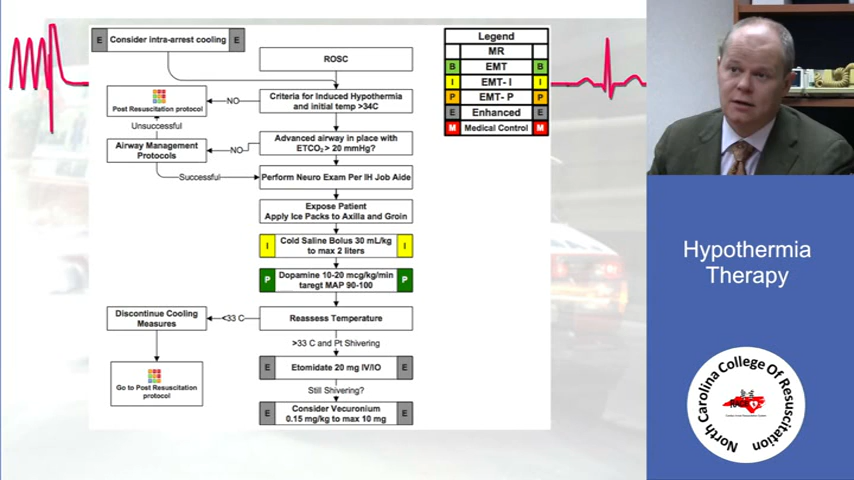 E Consider intra-arrest cooling E
ROSC
Criteria for Induced Hypothermia
and initial temp >34C
NO
Post Resuscitation protocol
Unsuccessful
Advanced airway in place with
ETCO2 > 20 mmHg?
NO
Airway Management
Protocols
Successful
Perform Neuro Exam Per IH Job Aide
Expose Patient
Apply Ice Packs to Axilla and Groin
I Cold Saline Bolus 30 mL/kg I
to max 2 liters
P Dopamine 10-20 mcg/kg/min P
taregt MAP 90-100
Reassess Temperature
<33 C
Discontinue Cooling
Measures
Go to Post Resuscitation
protocol
>33 C and Pt Shivering
E Etomidate 20 mg IV/IO E
Still Shivering?
E Consider Vecuronium E
0.15 mg/kg to max 10 mg
Legend
MR
B EMT B
I EMT- I I
P EMT- P P
E Enhanced E
M Medical Control M
Hypothermia
Therapy
North Carolina College Of Resuscitation